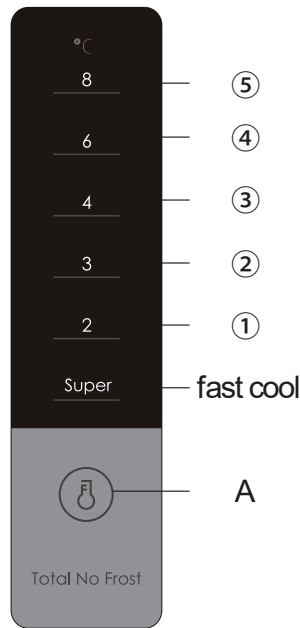 °C
8 ⑤
6 ④
4 ③
3 ②
2 ①
Super fast cool
A
Total No Frost